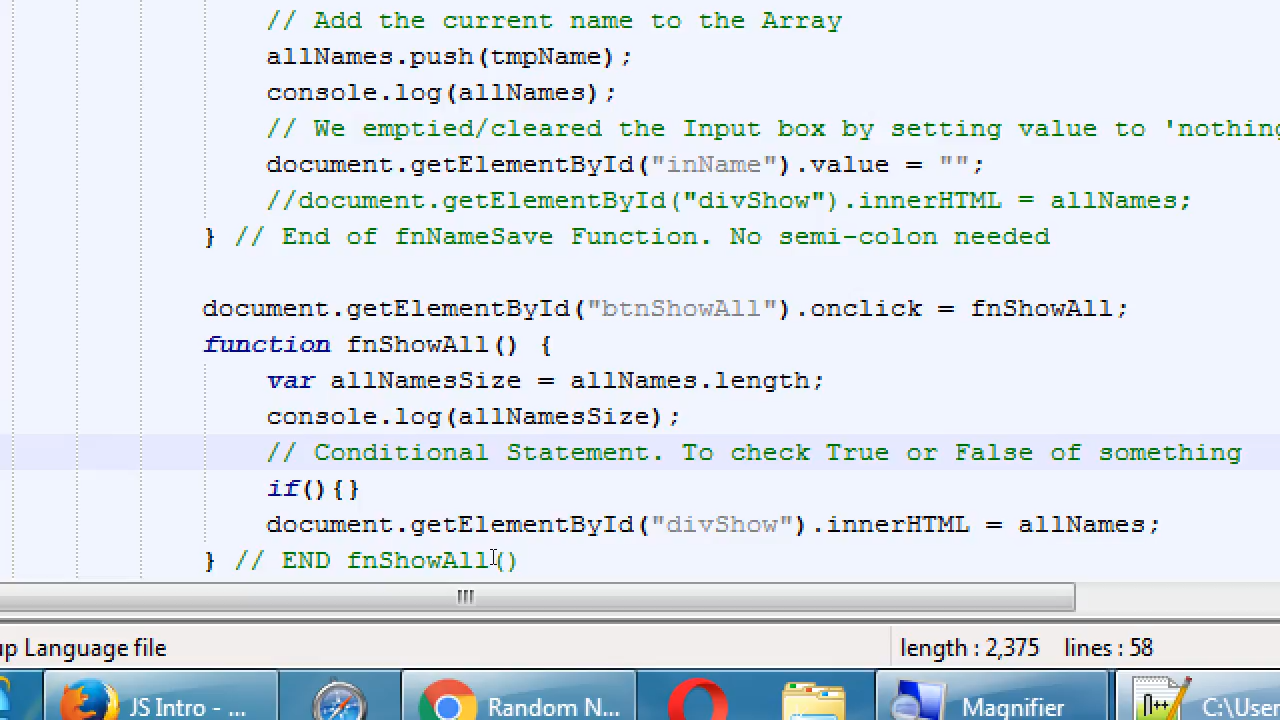 // Add the current name to the Array
allNames.push(tmpName);
console.log(allNames);
// We emptied/cleared the Input box by setting value to 'nothing
document.getElementById("inName").value = "";
//document.getElementById("divShow").innerHTML = allNames;
} // End of fnNameSave Function. No semi-colon needed
document.getElementById("btnShowAll").onclick = fnShowAll;
function fnShowAll() {
var allNamesSize = allNames.length;
console.log(allNamesSize);
// Conditional Statement. To check True or False of something
if(){}
document.getElementById("divShow").innerHTML = allNames;
} // END fnShowAll()
up Language file length : 2,375 lines : 58
JS Intro - ... Random N... Magnifier C:\User